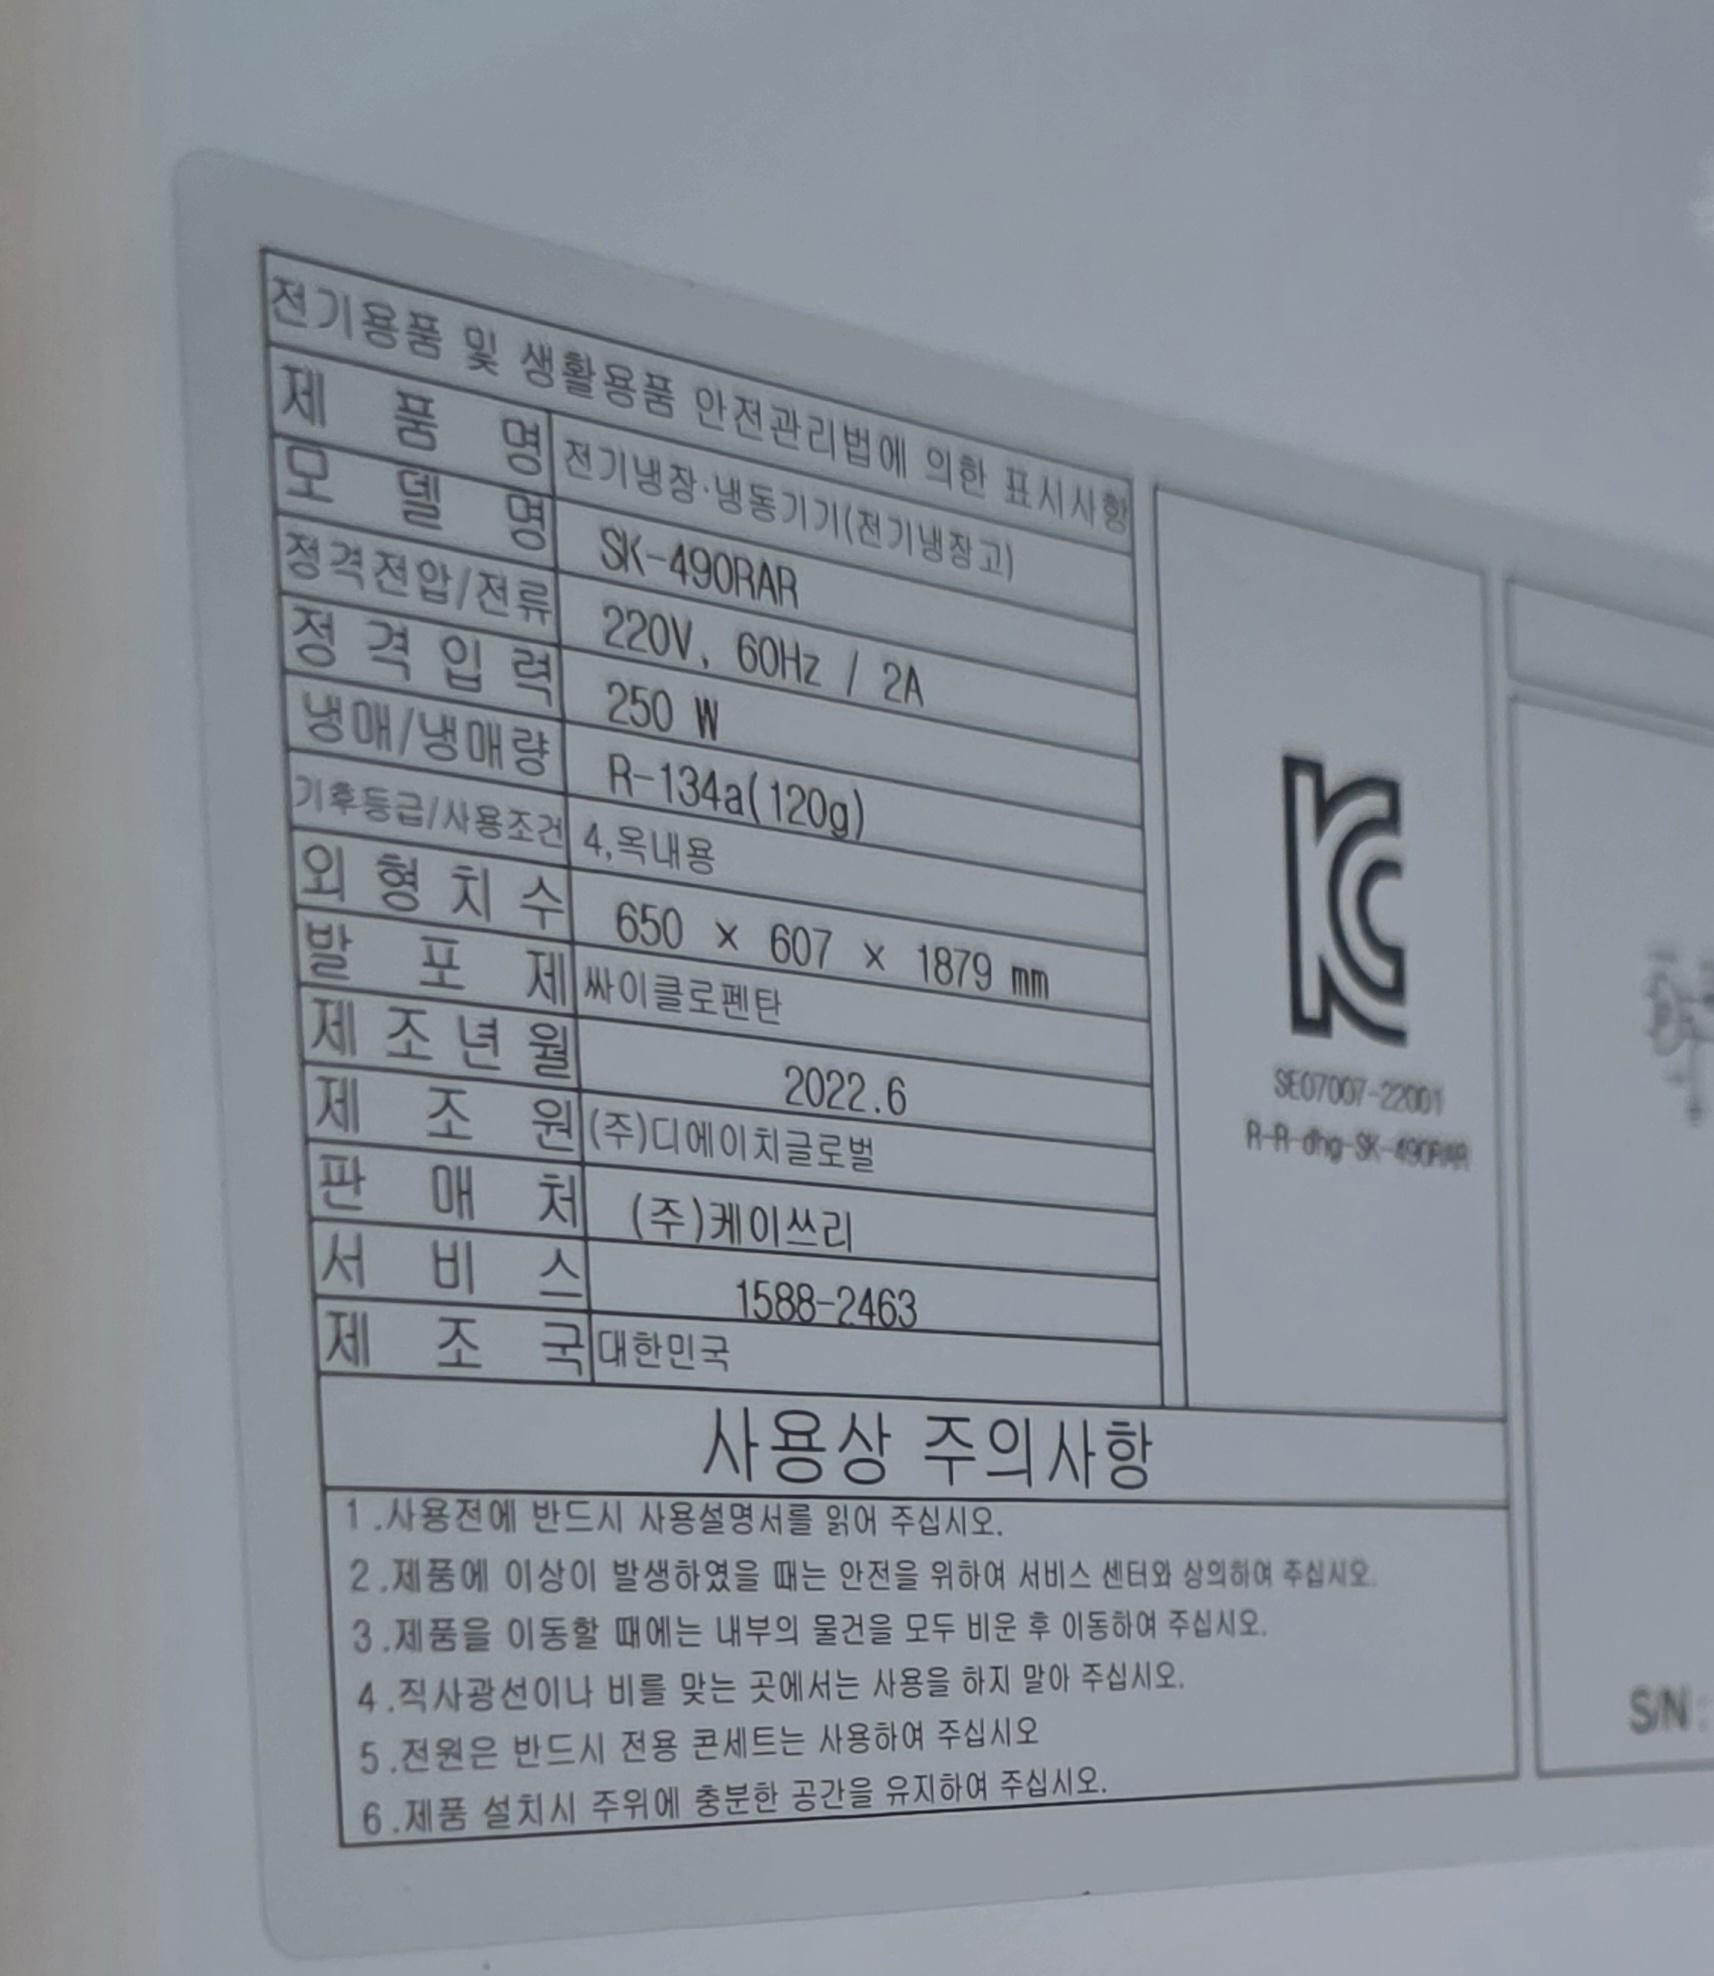 전기용품 및 생활용품 안전관리법에 의한 표시사항
제 품 명 전기냉장·냉동기기(전기냉장고)
모 델 명 SK-490RAR
정격전압/전류 220V, 60Hz / 2A
정 격 입 력 250 W
냉매/냉매량 R-134a(120g)
기후등급/사용조건 4,옥내용
외 형 치 수 650 × 607 × 1879 mm
발 포 제 싸이클로펜탄
제 조 년 월 2022.6
제 조 원 (주)디에이치글로벌
판 매 처 (주)케이쓰리
서 비 스 1588-2463
제 조 국 대한민국
SE07007-22001
R-R-dhg-SK-490RAR
사용상 주의사항
1.사용전에 반드시 사용설명서를 읽어 주십시오.
2.제품에 이상이 발생하였을 때는 안전을 위하여 서비스 센터와 상의하여 주십시오.
3.제품을 이동할 때에는 내부의 물건을 모두 비운 후 이동하여 주십시오.
4.직사광선이나 비를 맞는 곳에서는 사용을 하지 말아 주십시오.
5.전원은 반드시 전용 콘세트는 사용하여 주십시오
6.제품 설치시 주위에 충분한 공간을 유지하여 주십시오.
S/N: